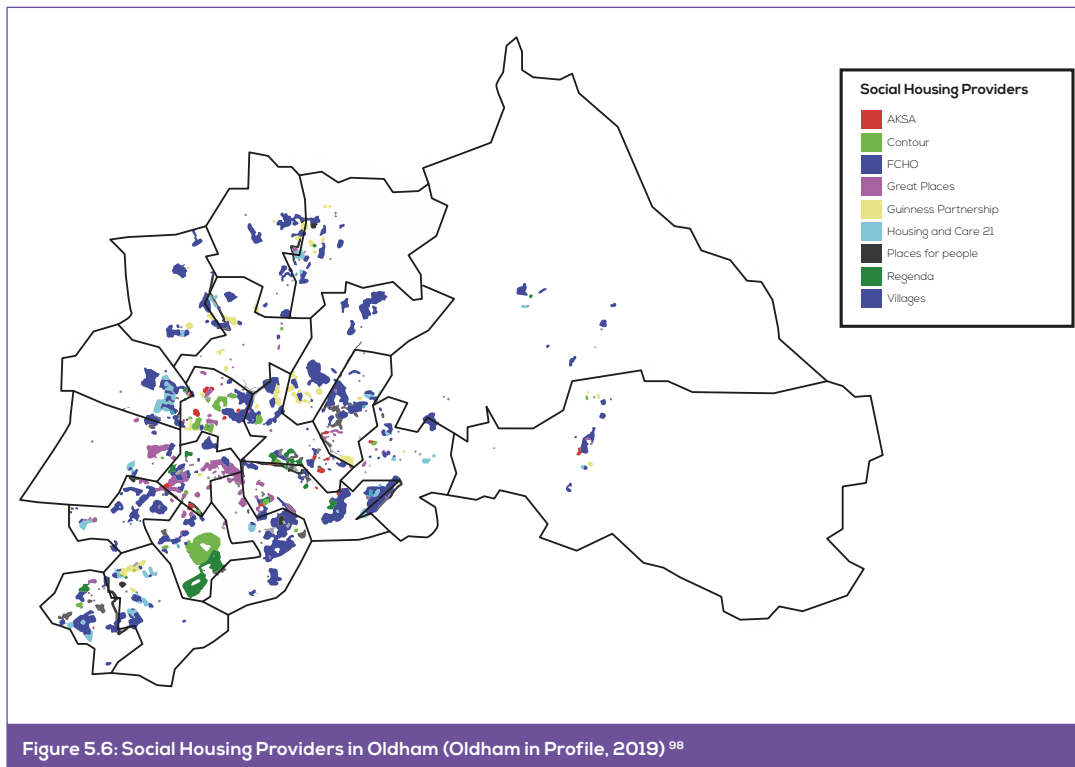 Social Housing Providers
AKSA
Contour
FCHO
Great Places
Guinness Partnership
Housing and Care 21
Places for people
Regenda
Villages
Figure 5.6: Social Housing Providers in Oldham (Oldham in Profile, 2019) 98